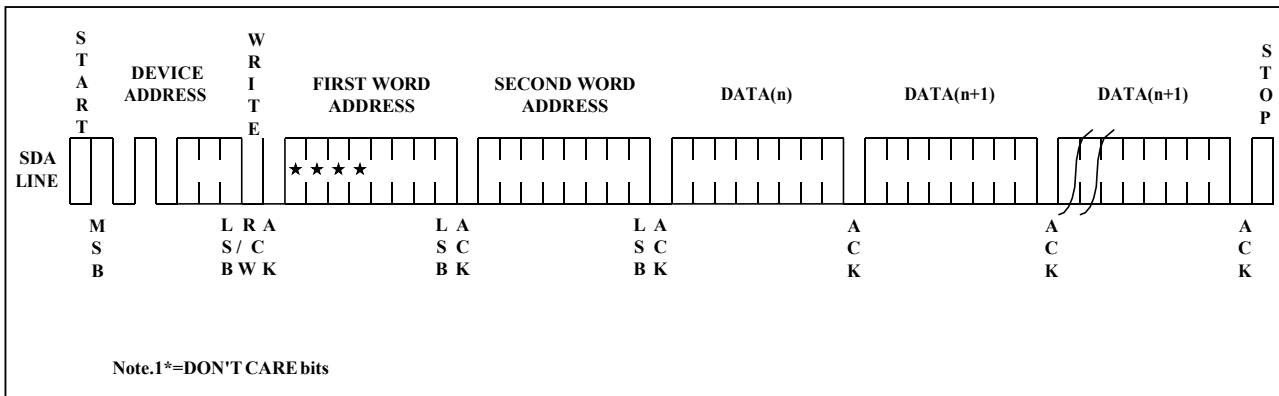 START
DEVICE
ADDRESS
WRITE
FIRST WORD
ADDRESS
SECOND WORD
ADDRESS
DATA(n)
DATA(n+1)
DATA(n+1)
STOP
SDA
LINE
★ ★ ★ ★
MSB
LSB
R/W
ACK
LSB
ACK
LSB
ACK
ACK
ACK
ACK
Note.1*=DON'T CARE bits